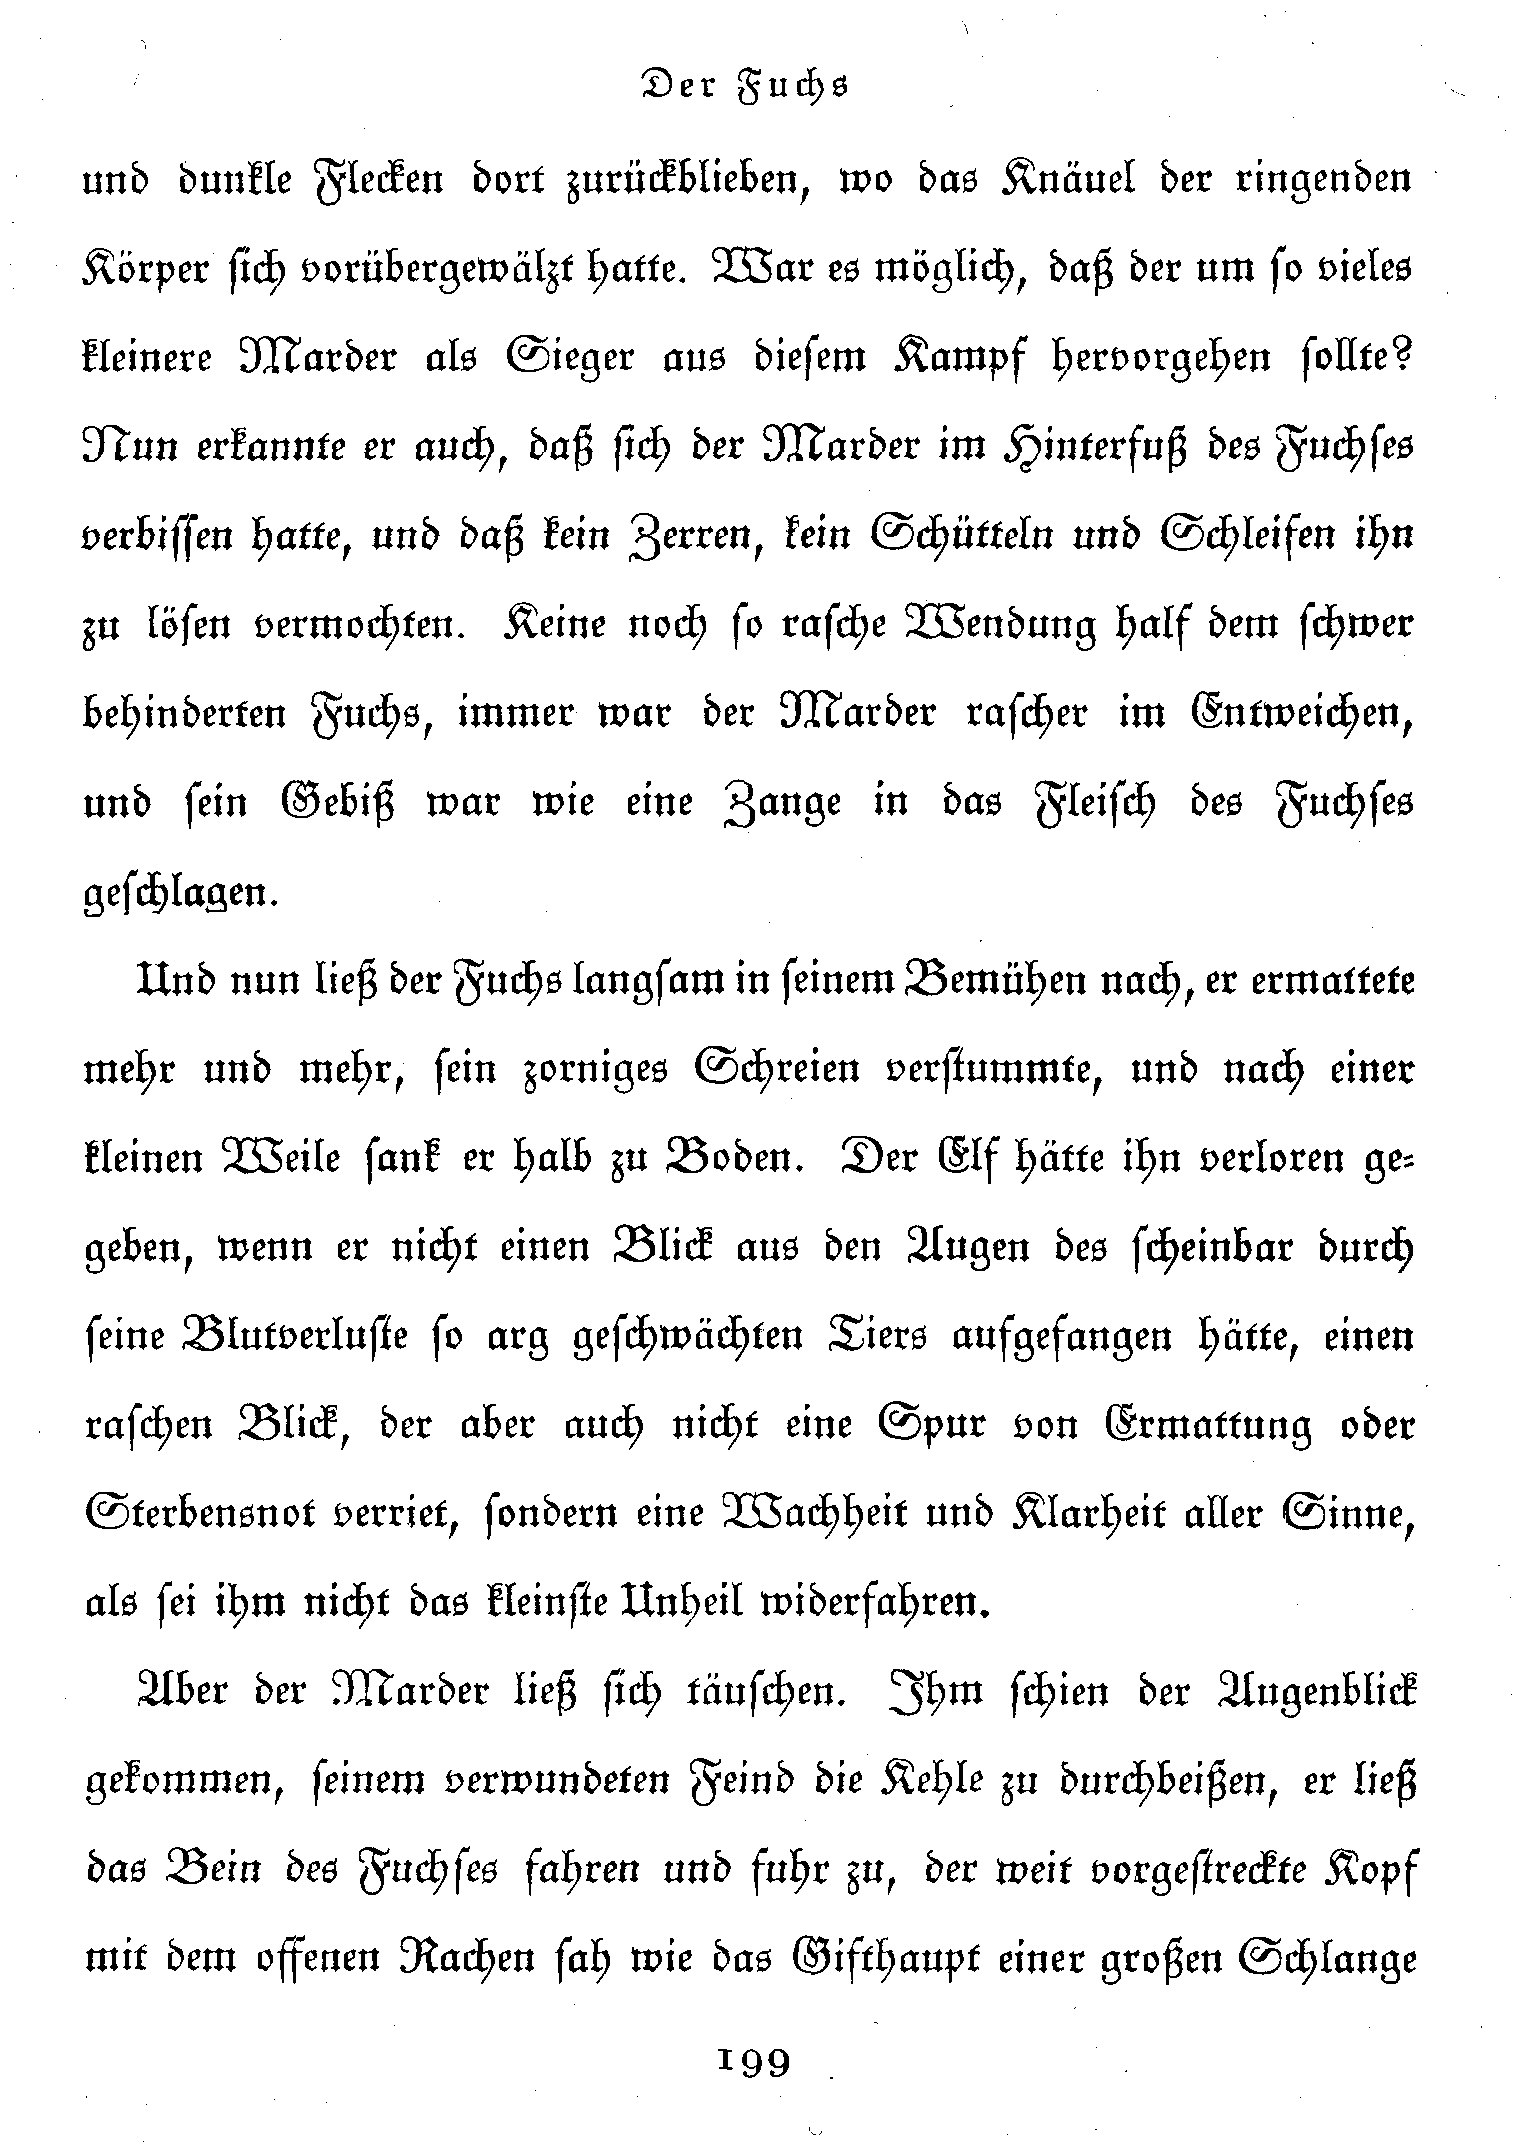 Der Fuchs
und dunkle Flecken dort zurückblieben, wo das Knäuel der ringenden
Körper sich vorübergewälzt hatte. War es möglich, daß der um so vieles
kleinere Marder als Sieger aus diesem Kampf hervorgehen sollte?
Nun erkannte er auch, daß sich der Marder im Hinterfuß des Fuchses
verbissen hatte, und daß kein Zerren, kein Schütteln und Schleifen ihn
zu lösen vermochten. Keine noch so rasche Wendung half dem schwer
behinderten Fuchs, immer war der Marder rascher im Entweichen,
und sein Gebiß war wie eine Zange in das Fleisch des Fuchses
geschlagen.
Und nun ließ der Fuchs langsam in seinem Bemühen nach, er ermattete
mehr und mehr, sein zorniges Schreien verstummte, und nach einer
kleinen Weile sank er halb zu Boden. Der Elf hätte ihn verloren ge-
geben, wenn er nicht einen Blick aus den Augen des scheinbar durch
seine Blutverluste so arg geschwächten Tiers aufgefangen hätte, einen
raschen Blick, der aber auch nicht eine Spur von Ermattung oder
Sterbensnot verriet, sondern eine Wachheit und Klarheit aller Sinne,
als sei ihm nicht das kleinste Unheil widerfahren.
Aber der Marder ließ sich täuschen. Ihm schien der Augenblick
gekommen, seinem verwundeten Feind die Kehle zu durchbeißen, er ließ
das Bein des Fuchses fahren und fuhr zu, der weit vorgestreckte Kopf
mit dem offenen Rachen sah wie das Gifthaupt einer großen Schlange
199